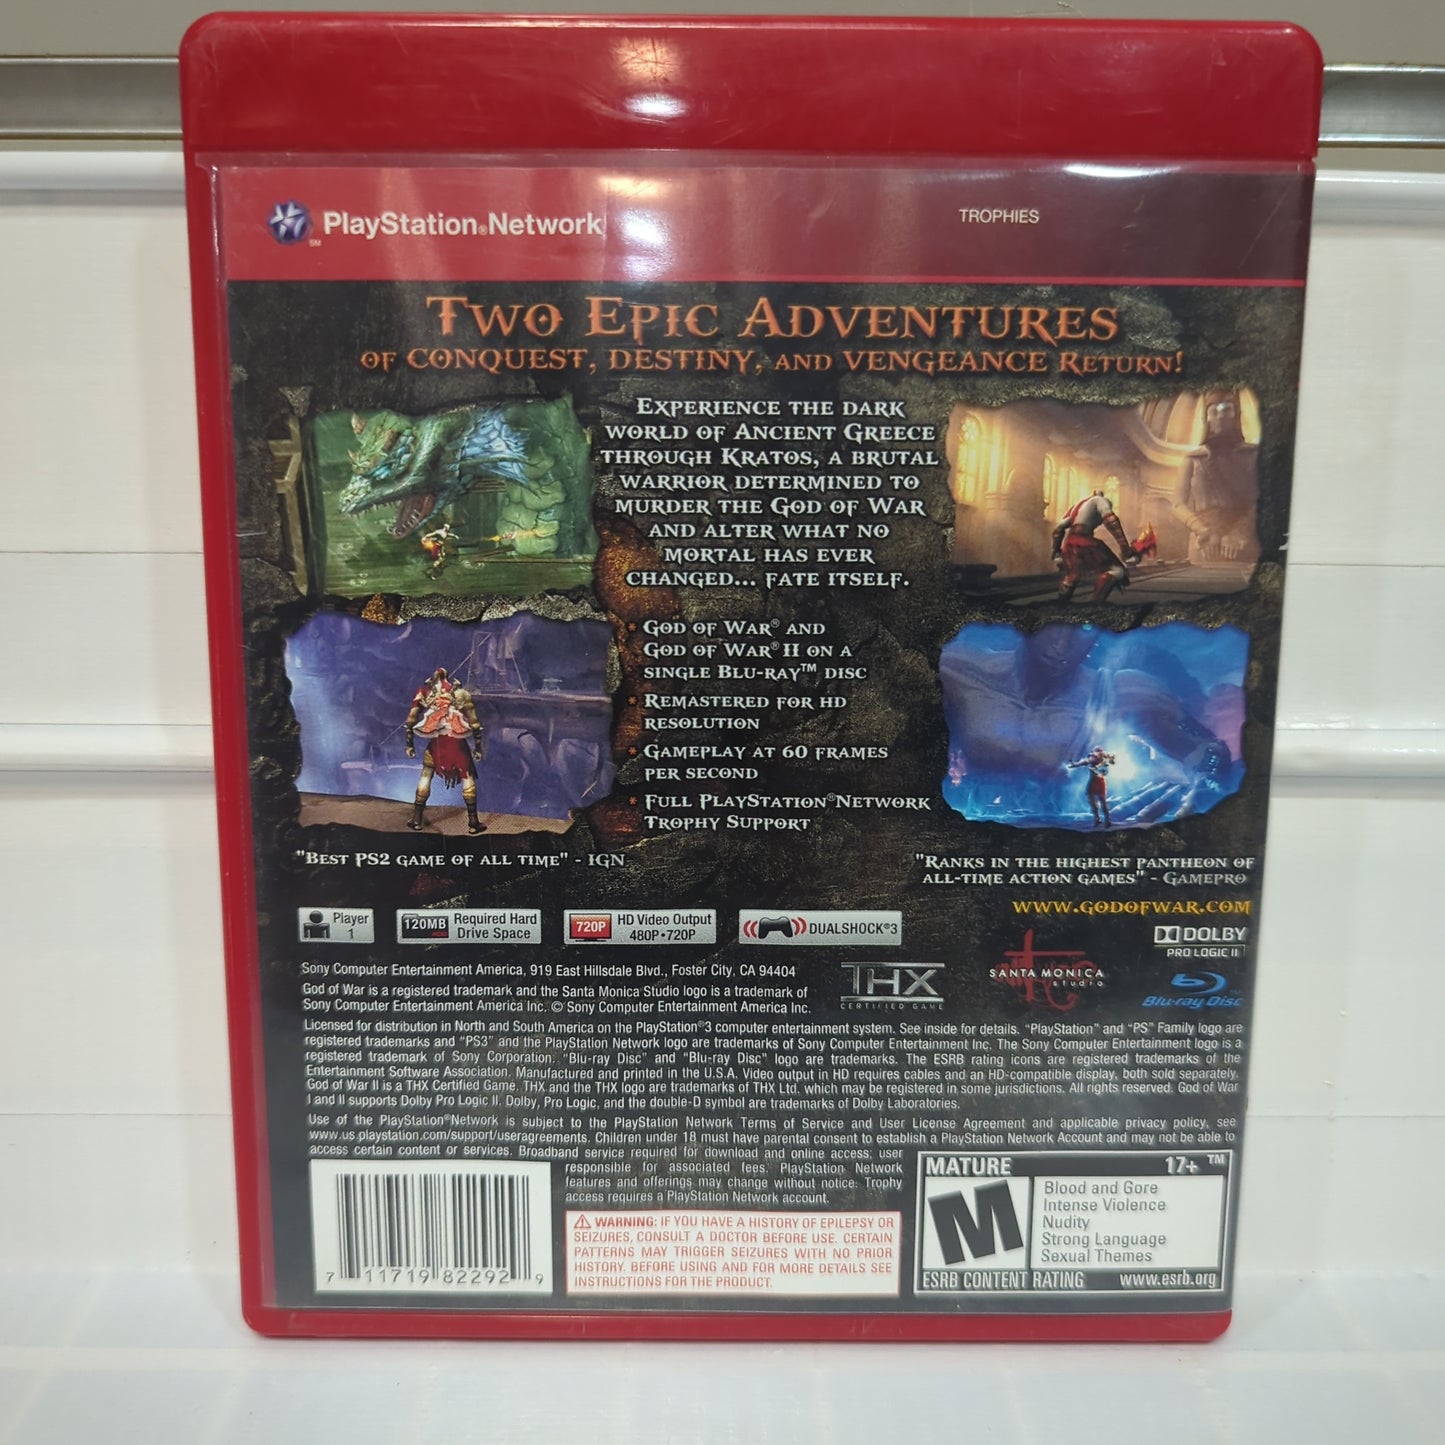 PlayStation®Network
SM
TROPHIES
TWO EPIC ADVENTURES
OF CONQUEST, DESTINY, AND VENGEANCE RETURN!
EXPERIENCE THE DARK
WORLD OF ANCIENT GREECE
THROUGH KRATOS, A BRUTAL
WARRIOR DETERMINED TO
MURDER THE GOD OF WAR
AND ALTER WHAT NO
MORTAL HAS EVER
CHANGED... FATE ITSELF.
* GOD OF WAR® AND
GOD OF WAR® II ON A
SINGLE BLU-RAY™ DISC
* REMASTERED FOR HD
RESOLUTION
* GAMEPLAY AT 60 FRAMES
PER SECOND
* FULL PLAYSTATION®NETWORK
TROPHY SUPPORT
"BEST PS2 GAME OF ALL TIME" - IGN
"RANKS IN THE HIGHEST PANTHEON OF
ALL-TIME ACTION GAMES" - GAMEPRO
WWW.GODOFWAR.COM
Player
1
120MB
Required Hard
Drive Space
720P
HD Video Output
480P•720P
DUALSHOCK®3
DOLBY
PRO LOGIC II
Sony Computer Entertainment America, 919 East Hillsdale Blvd., Foster City, CA 94404
God of War is a registered trademark and the Santa Monica Studio logo is a trademark of
Sony Computer Entertainment America Inc. © Sony Computer Entertainment America Inc.
THX
CERTIFIED GAME
SANTA MONICA
studio
Blu-ray Disc
Licensed for distribution in North and South America on the PlayStation®3 computer entertainment system. See inside for details. "PlayStation" and "PS" Family logo are
registered trademarks and "PS3" and the PlayStation Network logo are trademarks of Sony Computer Entertainment Inc. The Sony Computer Entertainment logo is a
registered trademark of Sony Corporation. "Blu-ray Disc" and "Blu-ray Disc" logo are trademarks. The ESRB rating icons are registered trademarks of the
Entertainment Software Association. Manufactured and printed in the U.S.A. Video output in HD requires cables and an HD-compatible display, both sold separately.
God of War II is a THX Certified Game. THX and the THX logo are trademarks of THX Ltd. which may be registered in some jurisdictions. All rights reserved. God of War
I and II supports Dolby Pro Logic II. Dolby, Pro Logic, and the double-D symbol are trademarks of Dolby Laboratories.
Use of the PlayStation®Network is subject to the PlayStation Network Terms of Service and User License Agreement and applicable privacy policy, see
www.us.playstation.com/support/useragreements. Children under 18 must have parental consent to establish a PlayStation Network Account and may not be able to
access certain content or services. Broadband service required for download and online access; user
responsible for associated fees. PlayStation Network
features and offerings may change without notice. Trophy
access requires a PlayStation Network account.
WARNING: IF YOU HAVE A HISTORY OF EPILEPSY OR
SEIZURES, CONSULT A DOCTOR BEFORE USE. CERTAIN
PATTERNS MAY TRIGGER SEIZURES WITH NO PRIOR
HISTORY. BEFORE USING AND FOR MORE DETAILS SEE
INSTRUCTIONS FOR THE PRODUCT.
7 11719 82292 9
MATURE 17+ ™
M
Blood and Gore
Intense Violence
Nudity
Strong Language
Sexual Themes
ESRB CONTENT RATING www.esrb.org